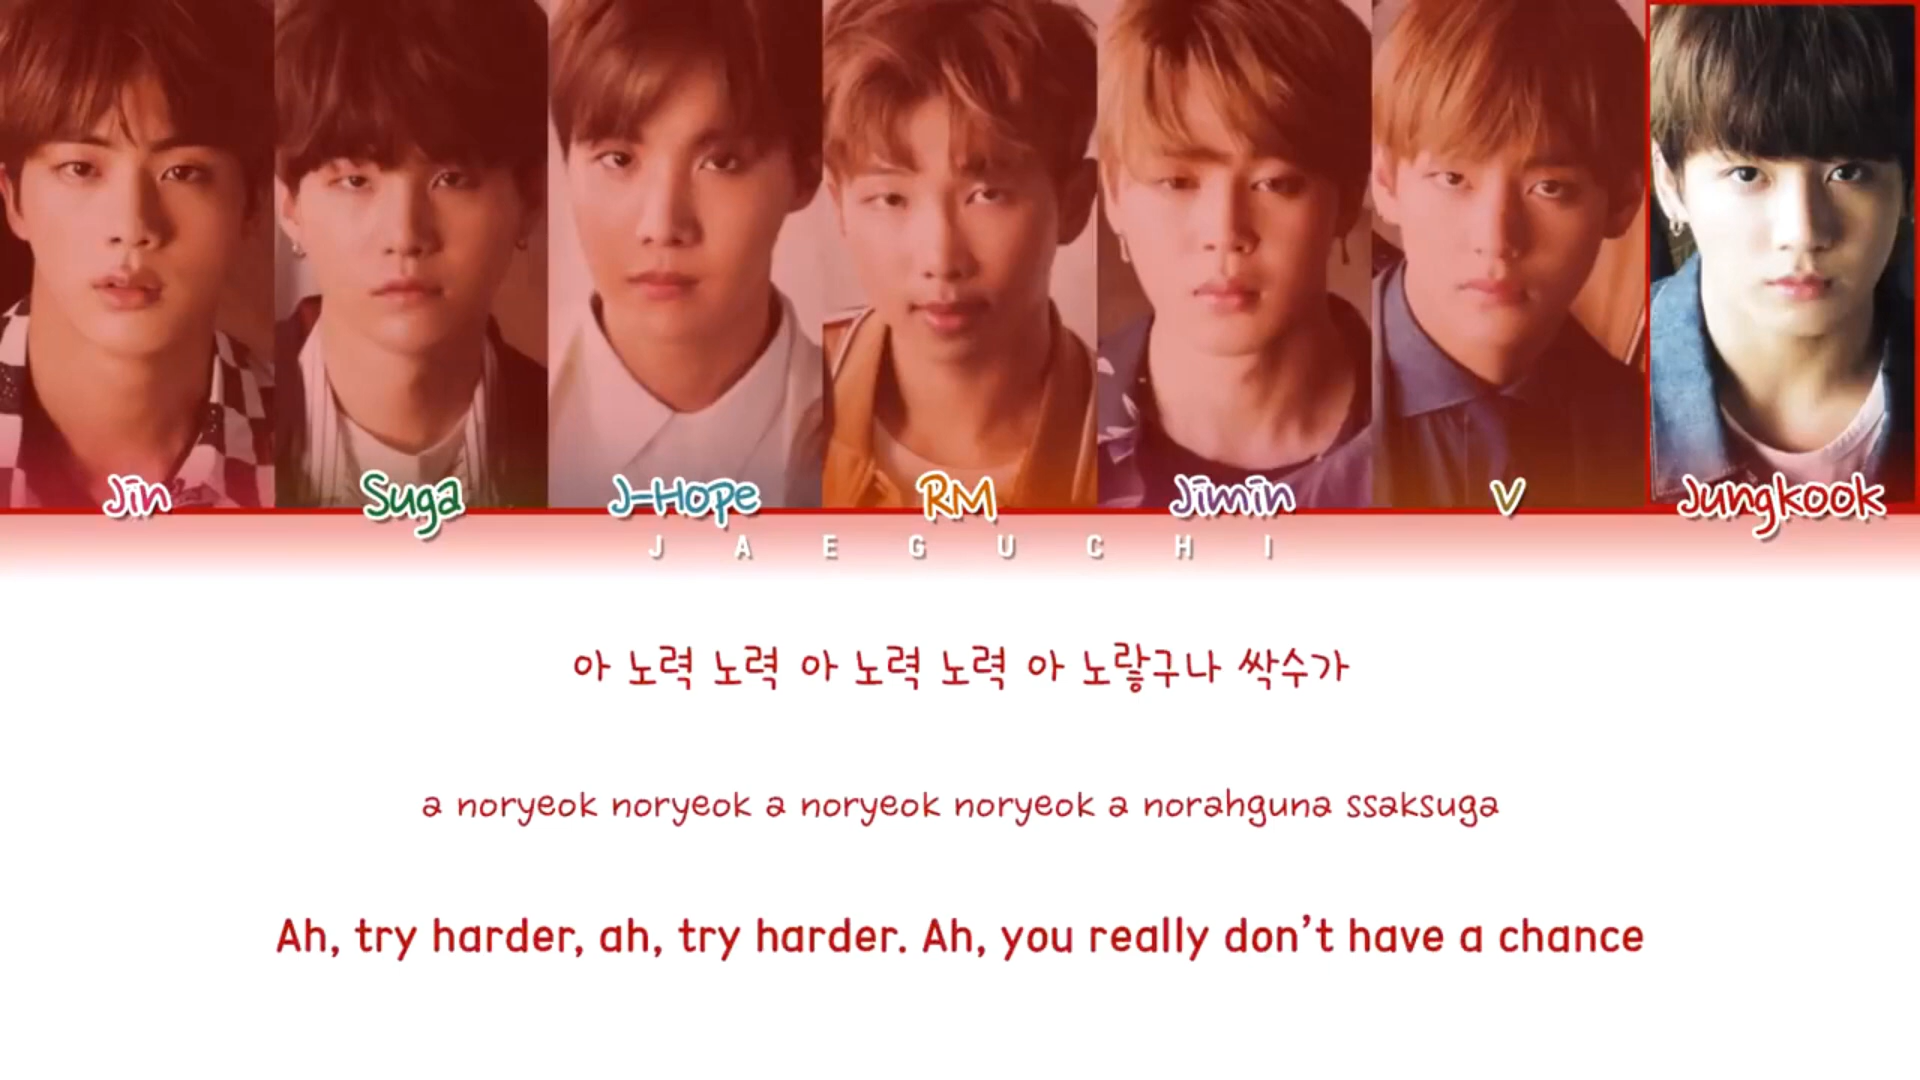 Jin Suga J-Hope RM Jimin V Jungkook
JAEGUCHI
아 노력 노력 아 노력 노력 아 노랗구나 싹수가
a noryeok noryeok a noryeok noryeok a norahguna ssaksuga
Ah, try harder, ah, try harder. Ah, you really don't have a chance